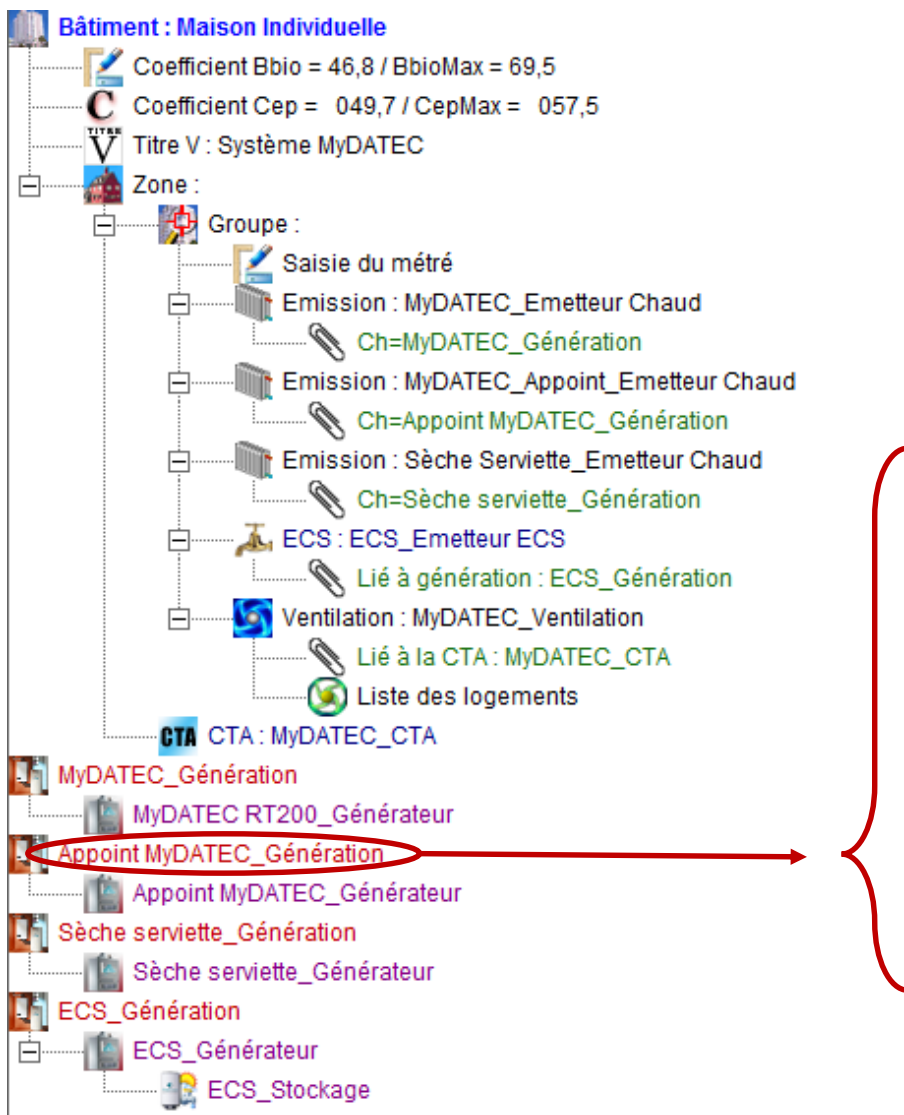 Bâtiment : Maison Individuelle
Coefficient Bbio = 46,8 / BbioMax = 69,5
C Coefficient Cep = 049,7 / CepMax = 057,5
TITRE V Titre V : Système MyDATEC
Zone :
Groupe :
Saisie du métré
Emission : MyDATEC_Emetteur Chaud
Ch=MyDATEC_Génération
Emission : MyDATEC_Appoint_Emetteur Chaud
Ch=Appoint MyDATEC_Génération
Emission : Sèche Serviette_Emetteur Chaud
Ch=Sèche serviette_Génération
ECS : ECS_Emetteur ECS
Lié à génération : ECS_Génération
Ventilation : MyDATEC_Ventilation
Lié à la CTA : MyDATEC_CTA
Liste des logements
CTA CTA : MyDATEC_CTA
MyDATEC_Génération
MyDATEC RT200_Générateur
Appoint MyDATEC_Génération
Appoint MyDATEC_Générateur
Sèche serviette_Génération
Sèche serviette_Générateur
ECS_Génération
ECS_Générateur
ECS_Stockage